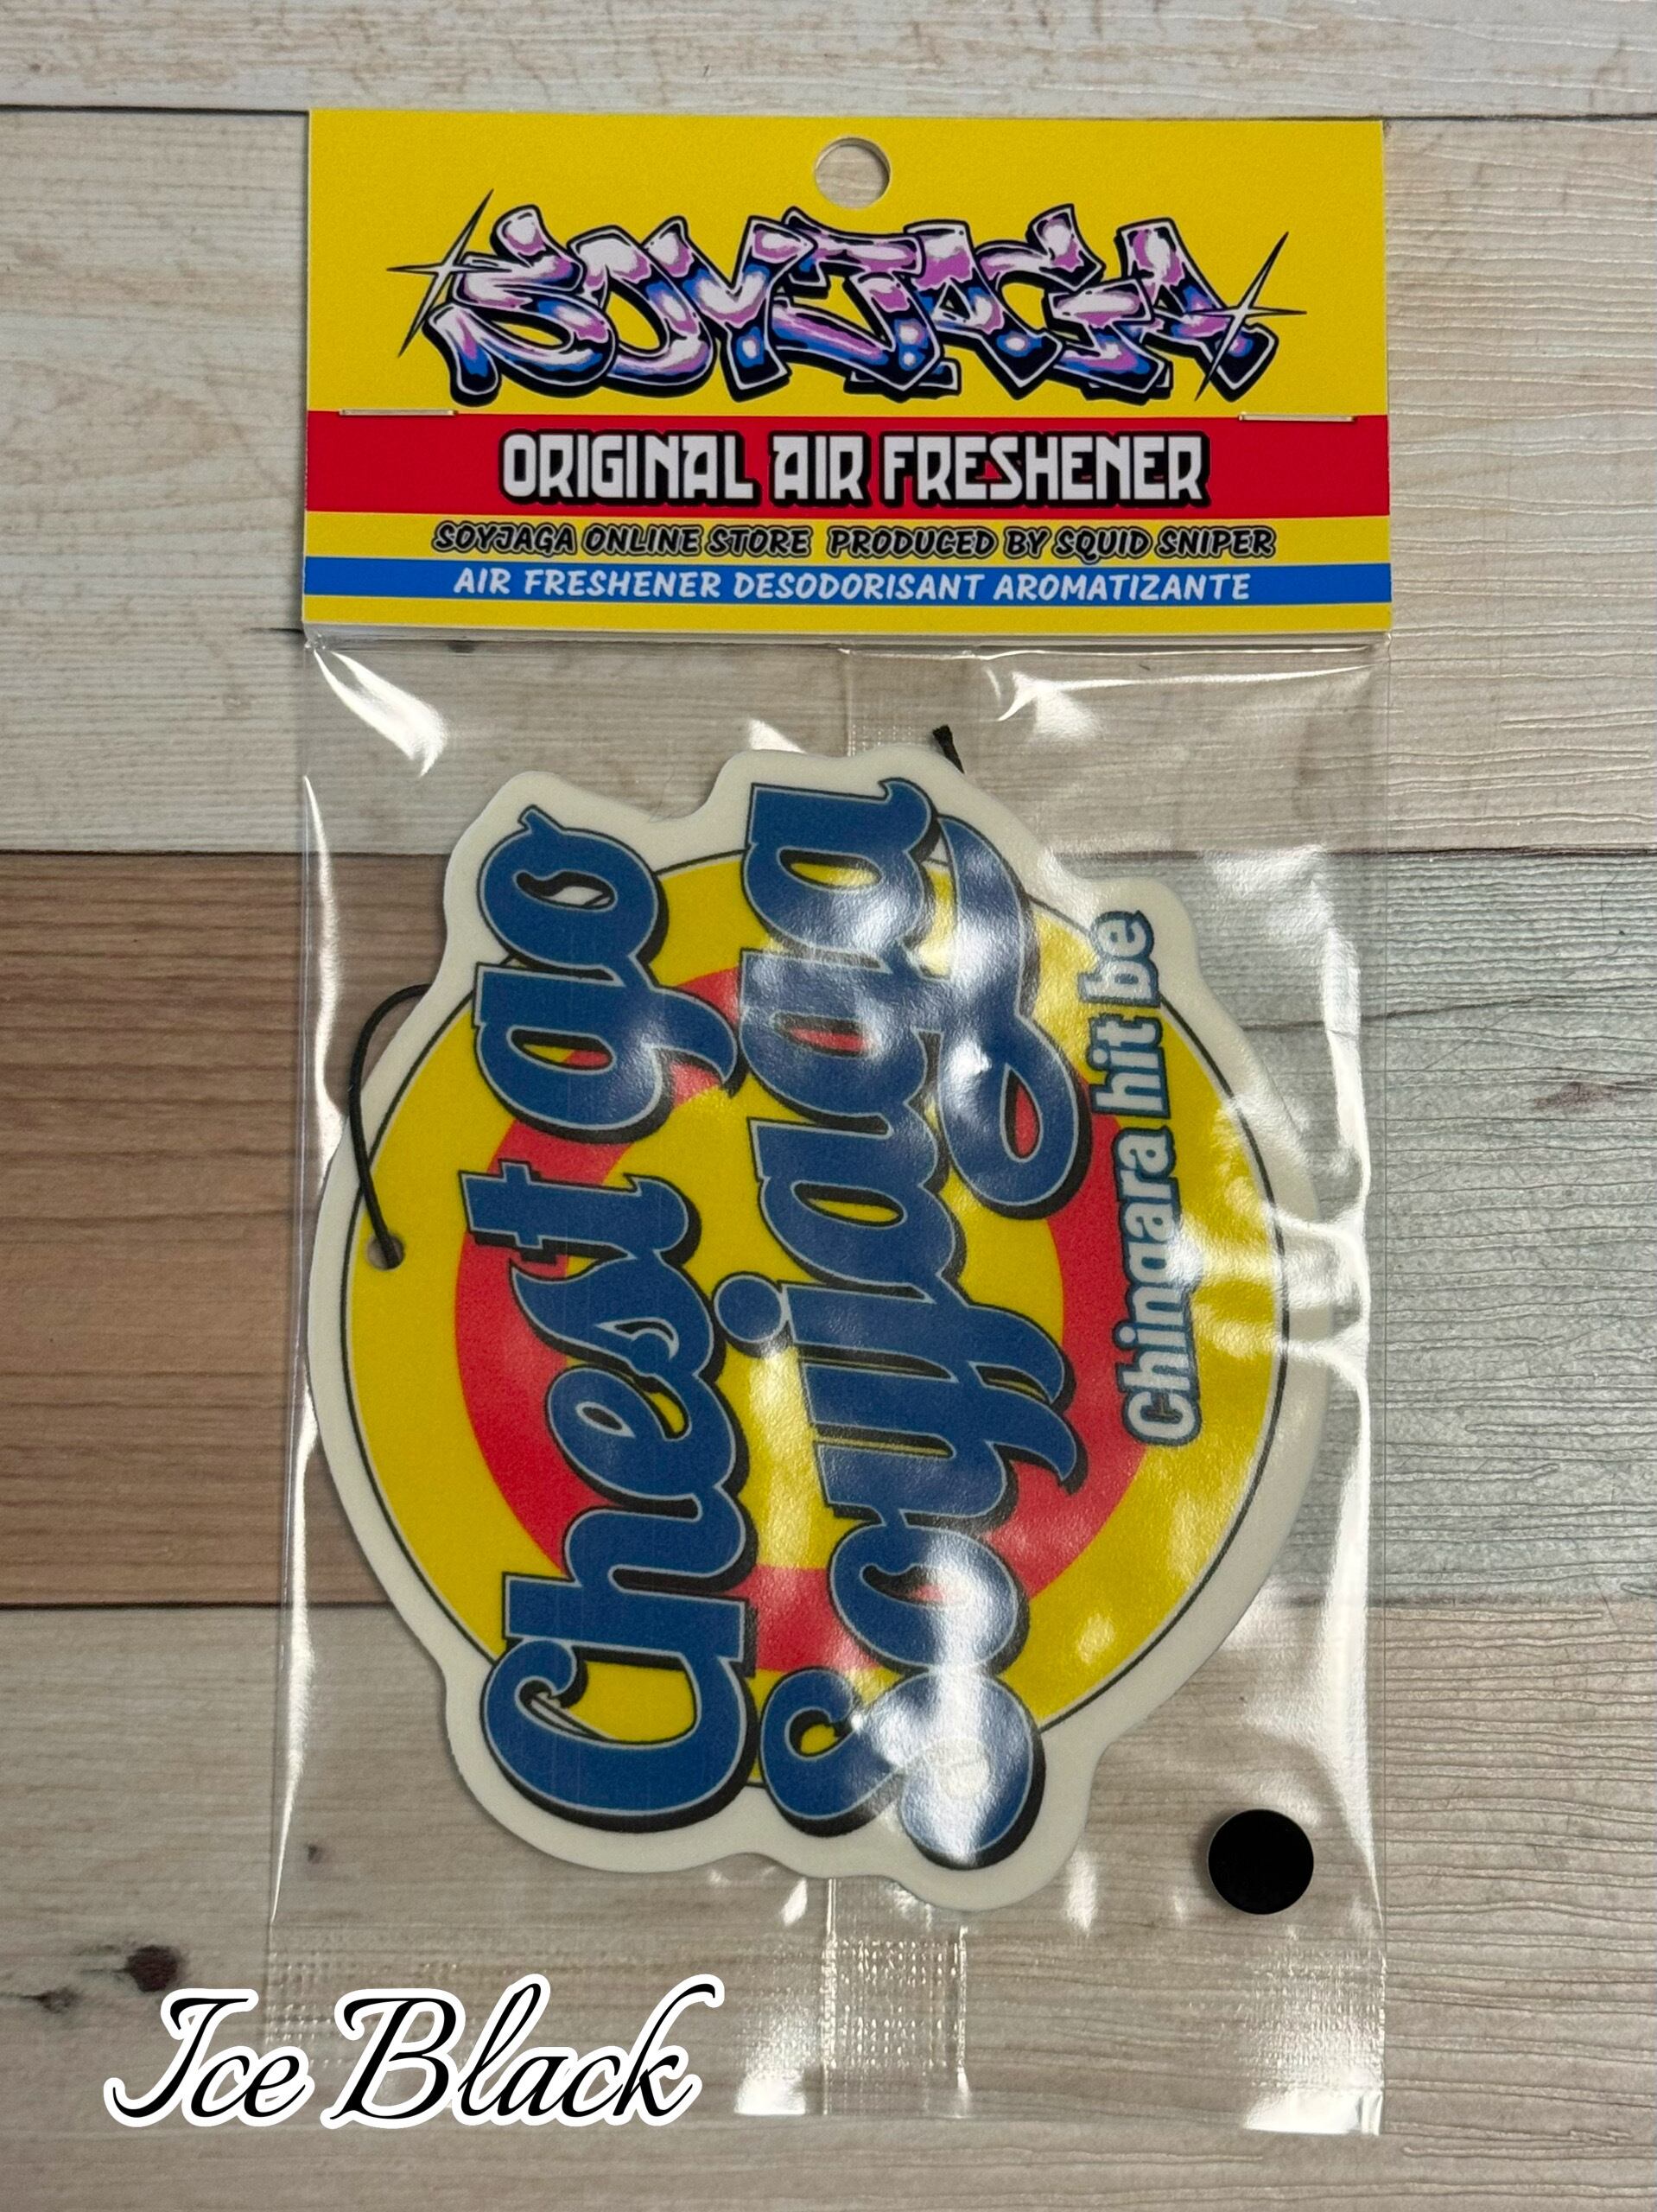 SOYJAGA
ORIGINAL AIR FRESHENER
SOYJAGA ONLINE STORE PRODUCED BY SQUID SNIPER
AIR FRESHENER DESODORISANT AROMATIZANTE
Chest go
Soyjaga
Chingara hit be
Ice Black